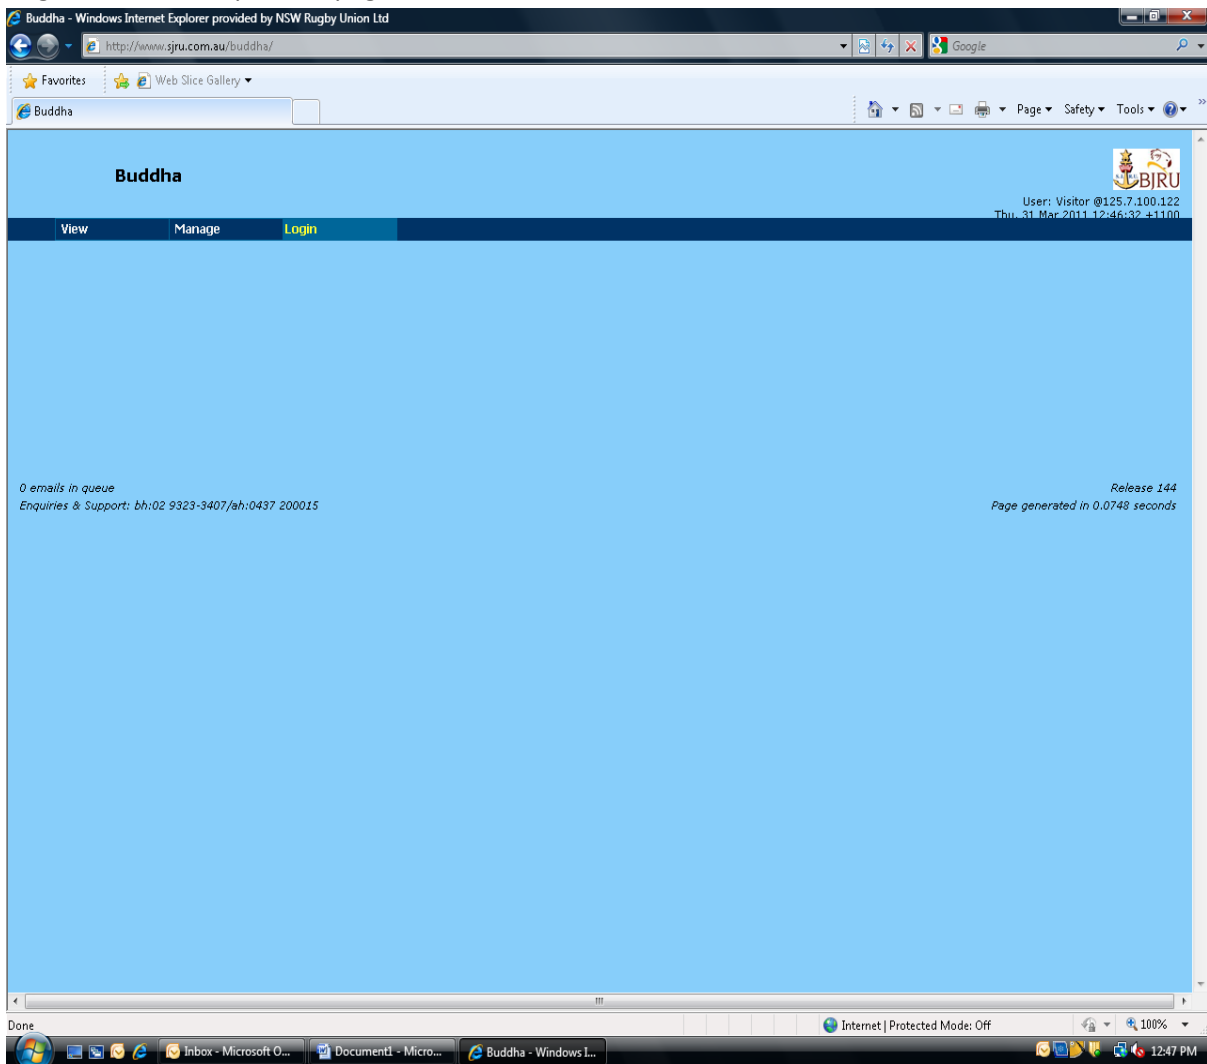 Buddha - Windows Internet Explorer provided by NSW Rugby Union Ltd
http://www.sjru.com.au/buddha/
Google
Favorites
Web Slice Gallery
Buddha
Page
Safety
Tools
Buddha
BJRU
User: Visitor @125.7.100.122
Thu, 31 Mar 2011 12:46:32 +1100
View
Manage
Login
0 emails in queue
Release 144
Enquiries & Support: bh:02 9323-3407/ah:0437 200015
Page generated in 0.0748 seconds
Done
Internet | Protected Mode: Off
100%
Inbox - Microsoft O...
Document1 - Micro...
Buddha - Windows I...
12:47 PM